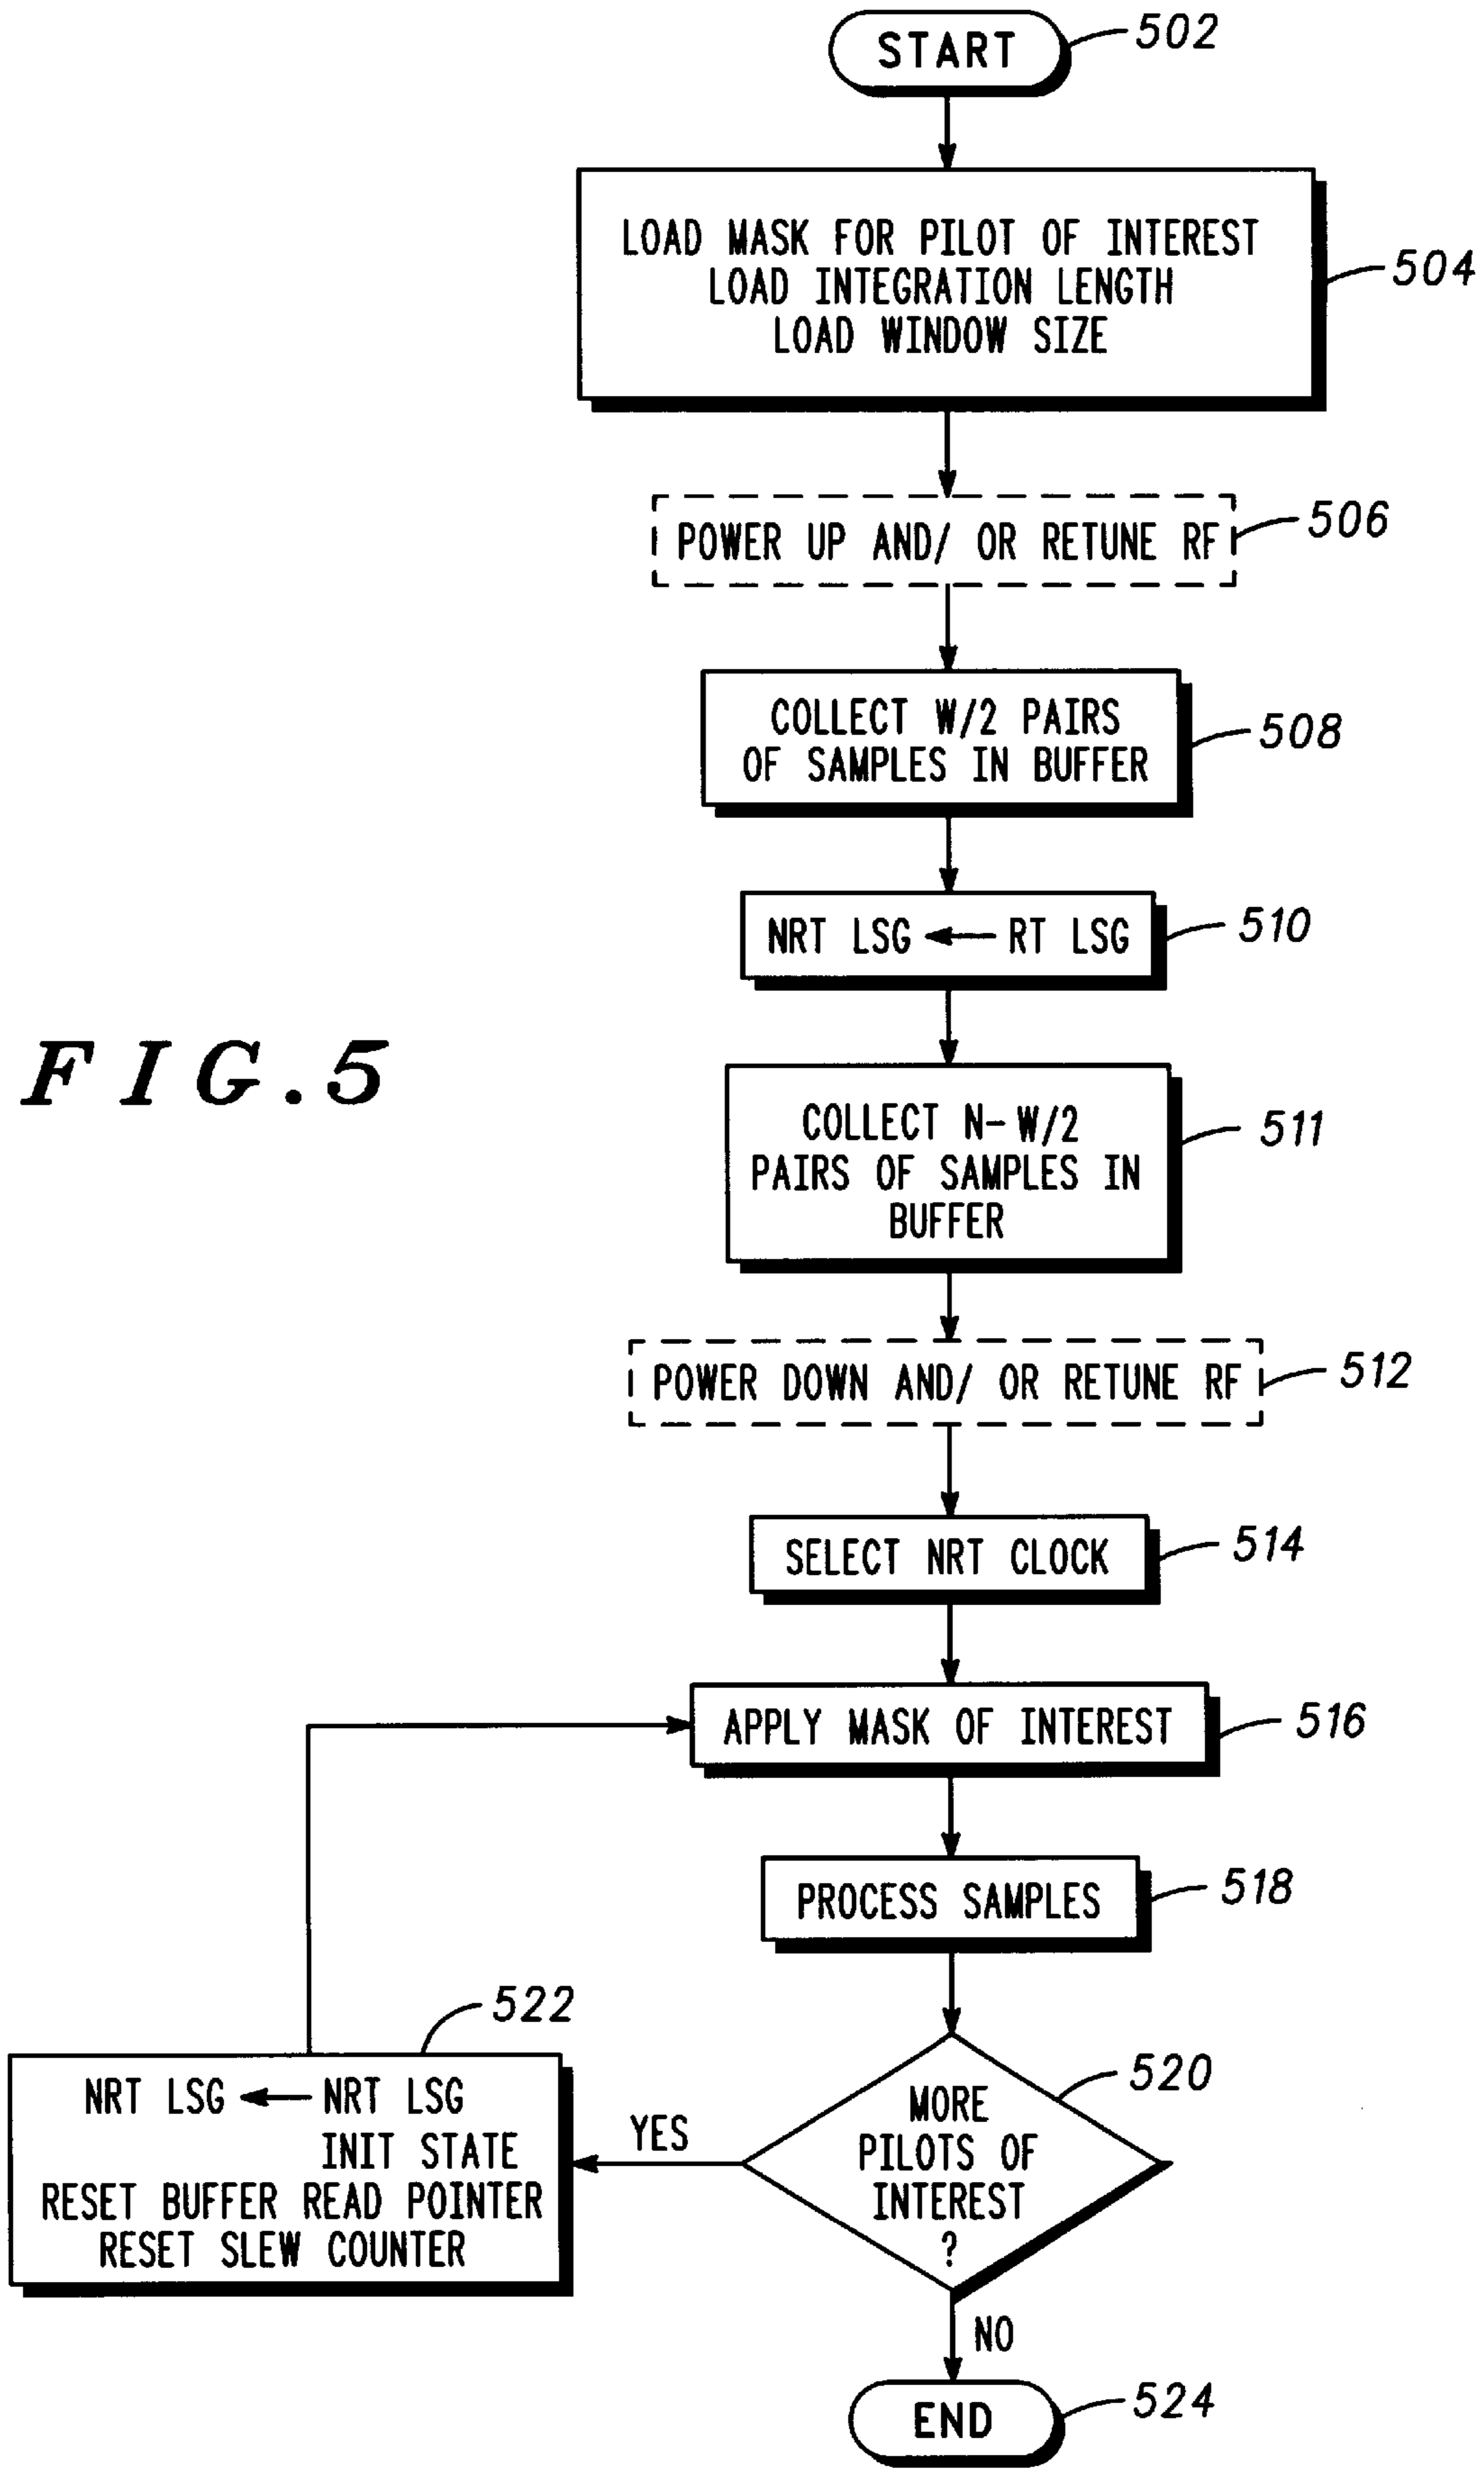 START
502
LOAD MASK FOR PILOT OF INTEREST
LOAD INTEGRATION LENGTH
LOAD WINDOW SIZE
504
POWER UP AND/ OR RETUNE RF
506
COLLECT W/2 PAIRS
OF SAMPLES IN BUFFER
508
NRT LSG ← RT LSG
510
FIG.5
COLLECT N-W/2
PAIRS OF SAMPLES IN
BUFFER
511
POWER DOWN AND/ OR RETUNE RF
512
SELECT NRT CLOCK
514
APPLY MASK OF INTEREST
516
PROCESS SAMPLES
518
522
NRT LSG ← NRT LSG
INIT STATE
RESET BUFFER READ POINTER
RESET SLEW COUNTER
YES
MORE
PILOTS OF
INTEREST
?
520
NO
END
524